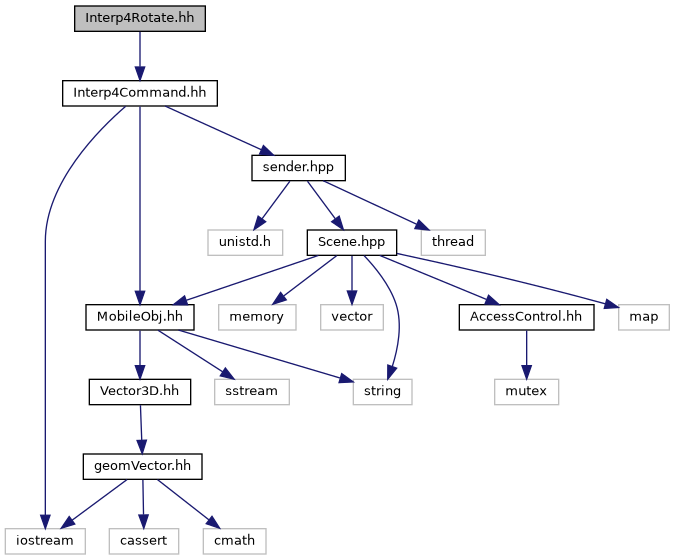 Interp4Rotate.hh
Interp4Command.hh
sender.hpp
unistd.h
Scene.hpp
thread
MobileObj.hh
memory
vector
AccessControl.hh
map
Vector3D.hh
sstream
string
mutex
geomVector.hh
iostream
cassert
cmath